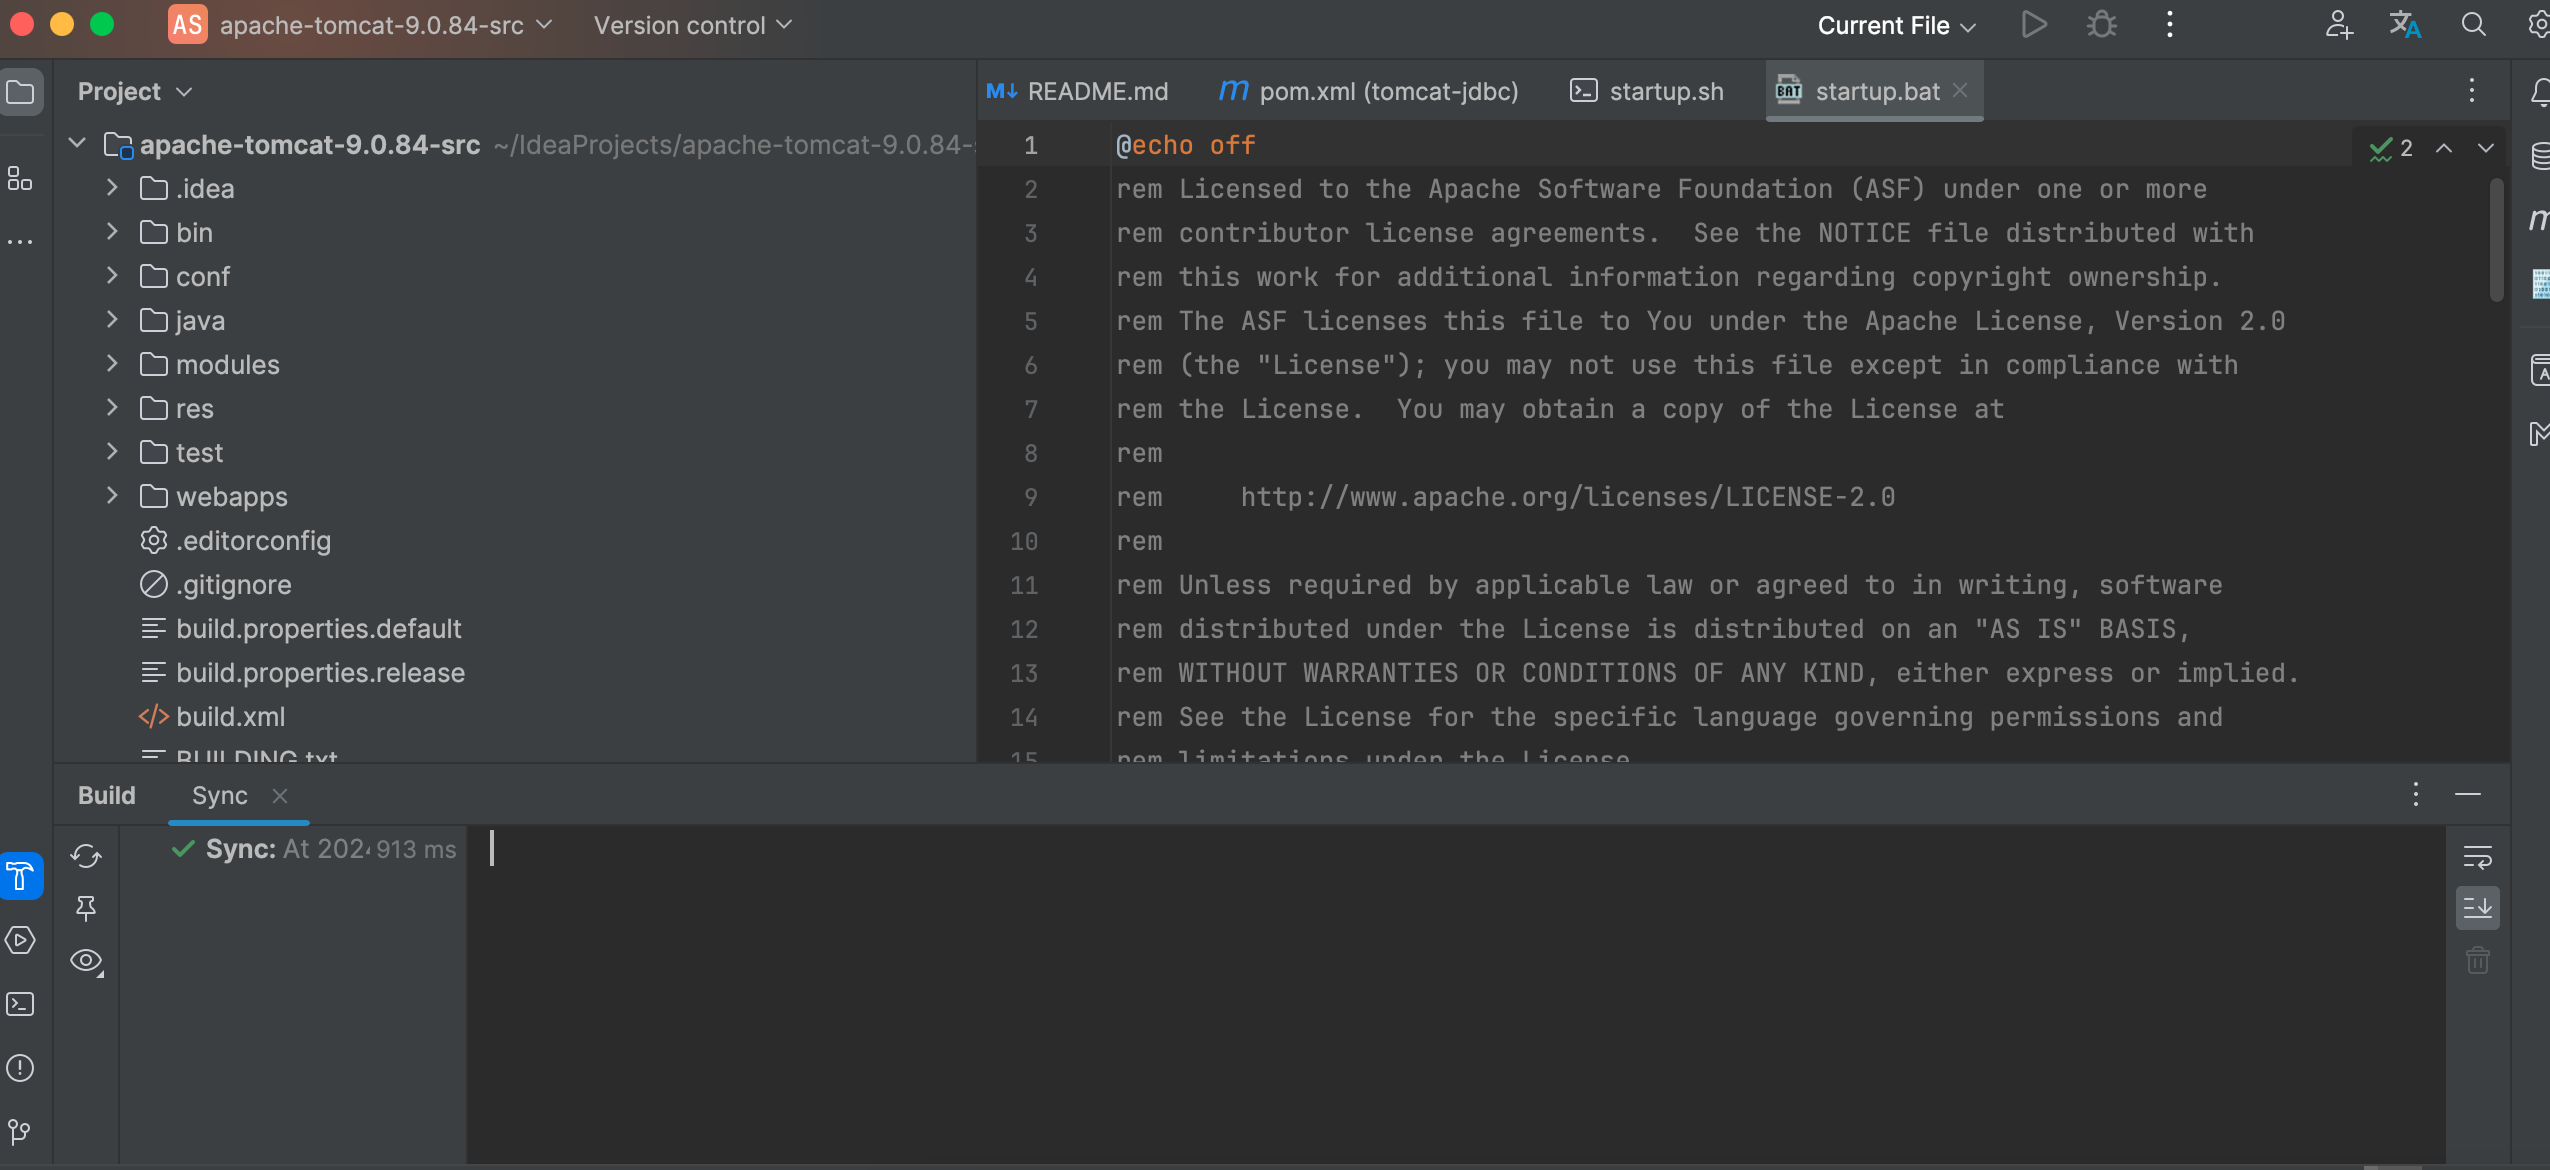 AS apache-tomcat-9.0.84-src Version control Current File
Project
README.md pom.xml (tomcat-jdbc) startup.sh startup.bat
apache-tomcat-9.0.84-src ~/IdeaProjects/apache-tomcat-9.0.84-
.idea
bin
conf
java
modules
res
test
webapps
.editorconfig
.gitignore
build.properties.default
build.properties.release
build.xml
BUILDING.txt
2
1 @echo off
2 rem Licensed to the Apache Software Foundation (ASF) under one or more
3 rem contributor license agreements.  See the NOTICE file distributed with
4 rem this work for additional information regarding copyright ownership.
5 rem The ASF licenses this file to You under the Apache License, Version 2.0
6 rem (the "License"); you may not use this file except in compliance with
7 rem the License.  You may obtain a copy of the License at
8 rem
9 rem     http://www.apache.org/licenses/LICENSE-2.0
10 rem
11 rem Unless required by applicable law or agreed to in writing, software
12 rem distributed under the License is distributed on an "AS IS" BASIS,
13 rem WITHOUT WARRANTIES OR CONDITIONS OF ANY KIND, either express or implied.
14 rem See the License for the specific language governing permissions and
15 rem limitations under the License
Build Sync
Sync: At 202 913 ms